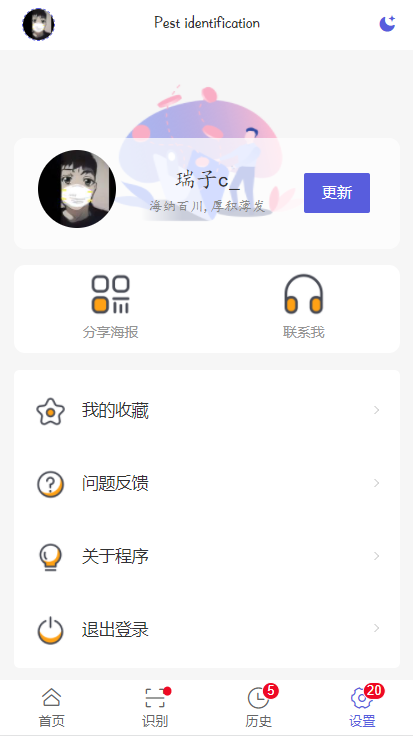 Pest identification
瑞子c_
海纳百川,厚积薄发
更新
分享海报
联系我
我的收藏
问题反馈
关于程序
退出登录
5
20
首页
识别
历史
设置